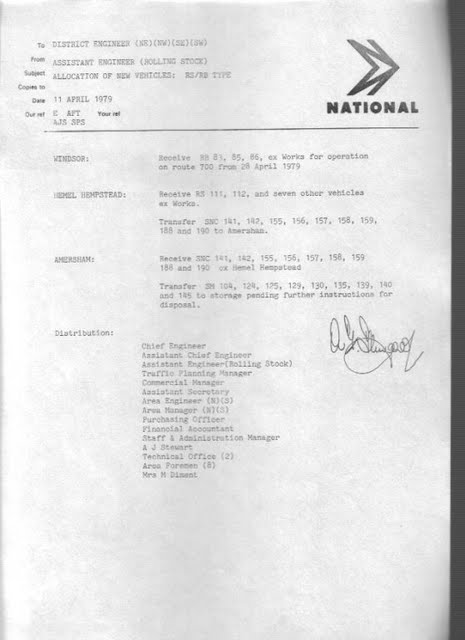 To DISTRICT ENGINEER (NE)(NW)(SE)(SW)
From ASSISTANT ENGINEER (ROLLING STOCK)
Subject ALLOCATION OF NEW VEHICLES: RS/RB TYPE
Copies to
Date 11 APRIL 1979
Our ref E AFT Your ref
AJS SPS
NATIONAL
WINDSOR: Receive RB 83, 85, 86, ex Works for operation
on route 700 from 28 April 1979
HEMEL HEMPSTEAD: Receive RS 111, 112, and seven other vehicles
ex Works.
Transfer SNC 141, 142, 155, 156, 157, 158, 159,
188 and 190 to Amersham.
AMERSHAM: Receive SNC 141, 142, 155, 156, 157, 158, 159
188 and 190 ex Hemel Hempstead
Transfer SM 104, 124, 125, 129, 130, 135, 139, 140
and 145 to storage pending further instructions for
disposal.
Distribution:
Chief Engineer
Assistant Chief Engineer
Assistant Engineer(Rolling Stock)
Traffic Planning Manager
Commercial Manager
Assistant Secretary
Area Engineer (N)(S)
Area Manager (N)(S)
Purchasing Officer
Financial Accountant
Staff & Administration Manager
A J Stewart
Technical Office (2)
Area Foremen (8)
Mrs M Diment